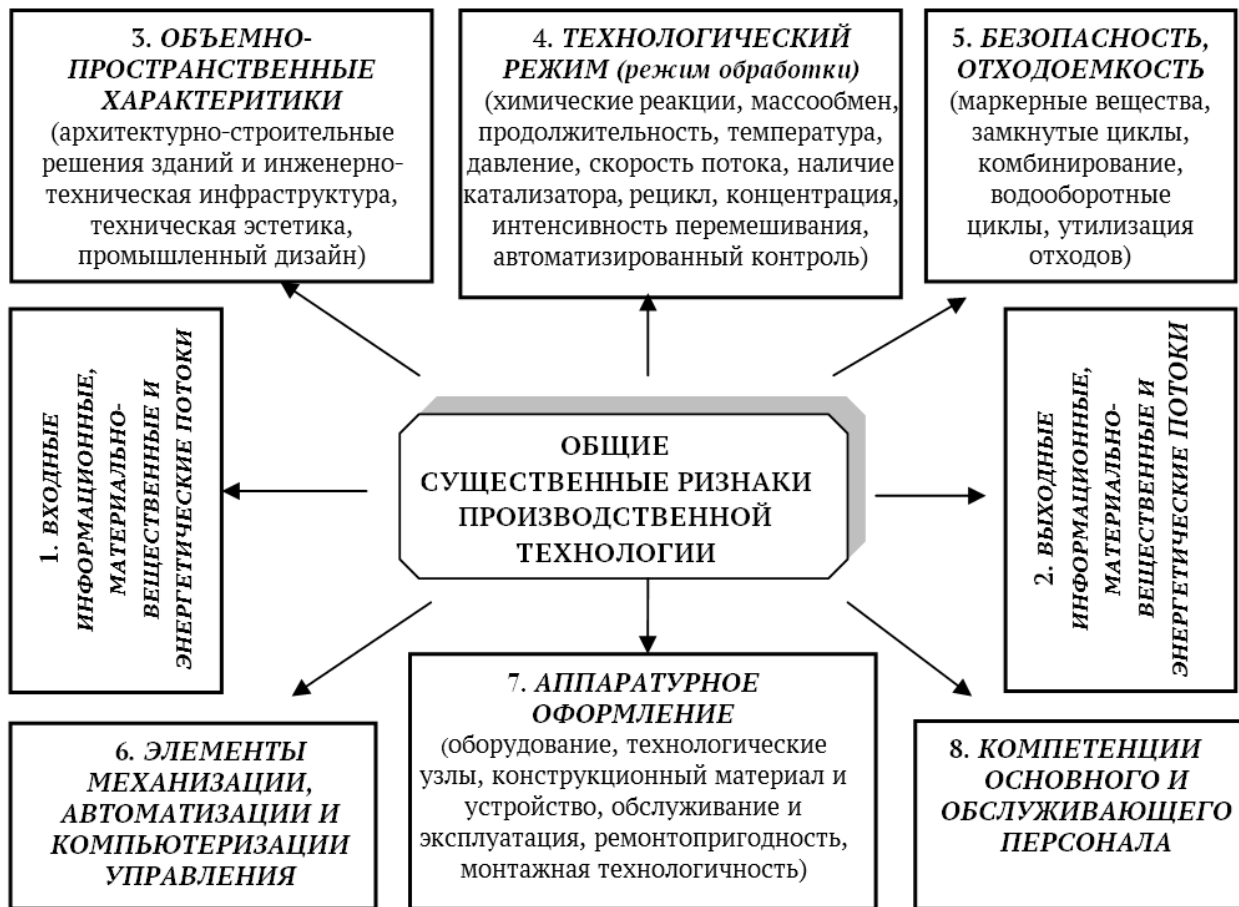 3. ОБЪЕМНО-
ПРОСТРАНСТВЕННЫЕ
ХАРАКТЕРИТИКИ
(архитектурно-строительные
решения зданий и инженерно-
техническая инфраструктура,
техническая эстетика,
промышленный дизайн)
4. ТЕХНОЛОГИЧЕСКИЙ
РЕЖИМ (режим обработки)
(химические реакции, массообмен,
продолжительность, температура,
давление, скорость потока, наличие
катализатора, рецикл, концентрация,
интенсивность перемешивания,
автоматизированный контроль)
5. БЕЗОПАСНОСТЬ,
ОТХОДОЕМКОСТЬ
(маркерные вещества,
замкнутые циклы,
комбинирование,
водооборотные
циклы, утилизация
отходов)
1. ВХОДНЫЕ
ИНФОРМАЦИОННЫЕ,
МАТЕРИАЛЬНО-
ВЕЩЕСТВЕННЫЕ И
ЭНЕРГЕТИЧЕСКИЕ ПОТОКИ
ОБЩИЕ
СУЩЕСТВЕННЫЕ РИЗНАКИ
ПРОИЗВОДСТВЕННОЙ
ТЕХНОЛОГИИ
2. ВЫХОДНЫЕ
ИНФОРМАЦИОННЫЕ,
МАТЕРИАЛЬНО-
ВЕЩЕСТВЕННЫЕ И
ЭНЕРГЕТИЧЕСКИЕ ПОТОКИ
6. ЭЛЕМЕНТЫ
МЕХАНИЗАЦИИ,
АВТОМАТИЗАЦИИ И
КОМПЬЮТЕРИЗАЦИИ
УПРАВЛЕНИЯ
7. АППАРАТУРНОЕ
ОФОРМЛЕНИЕ
(оборудование, технологические
узлы, конструкционный материал и
устройство, обслуживание и
эксплуатация, ремонтопригодность,
монтажная технологичность)
8. КОМПЕТЕНЦИИ
ОСНОВНОГО И
ОБСЛУЖИВАЮЩЕГО
ПЕРСОНАЛА